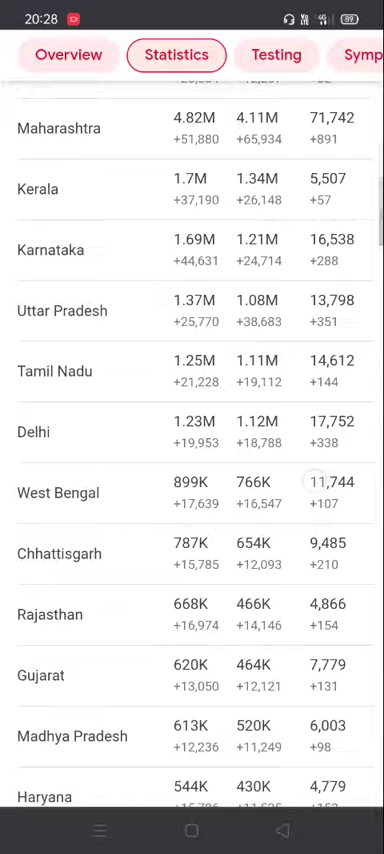 20:28 Vo LTE 4G 89
Overview Statistics Testing Symp
Maharashtra 4.82M 4.11M 71,742
+51,880 +65,934 +891
Kerala 1.7M 1.34M 5,507
+37,190 +26,148 +57
Karnataka 1.69M 1.21M 16,538
+44,631 +24,714 +288
Uttar Pradesh 1.37M 1.08M 13,798
+25,770 +38,683 +351
Tamil Nadu 1.25M 1.11M 14,612
+21,228 +19,112 +144
Delhi 1.23M 1.12M 17,752
+19,953 +18,788 +338
West Bengal 899K 766K 11,744
+17,639 +16,547 +107
Chhattisgarh 787K 654K 9,485
+15,785 +12,093 +210
Rajasthan 668K 466K 4,866
+16,974 +14,146 +154
Gujarat 620K 464K 7,779
+13,050 +12,121 +131
Madhya Pradesh 613K 520K 6,003
+12,236 +11,249 +98
Haryana 544K 430K 4,779